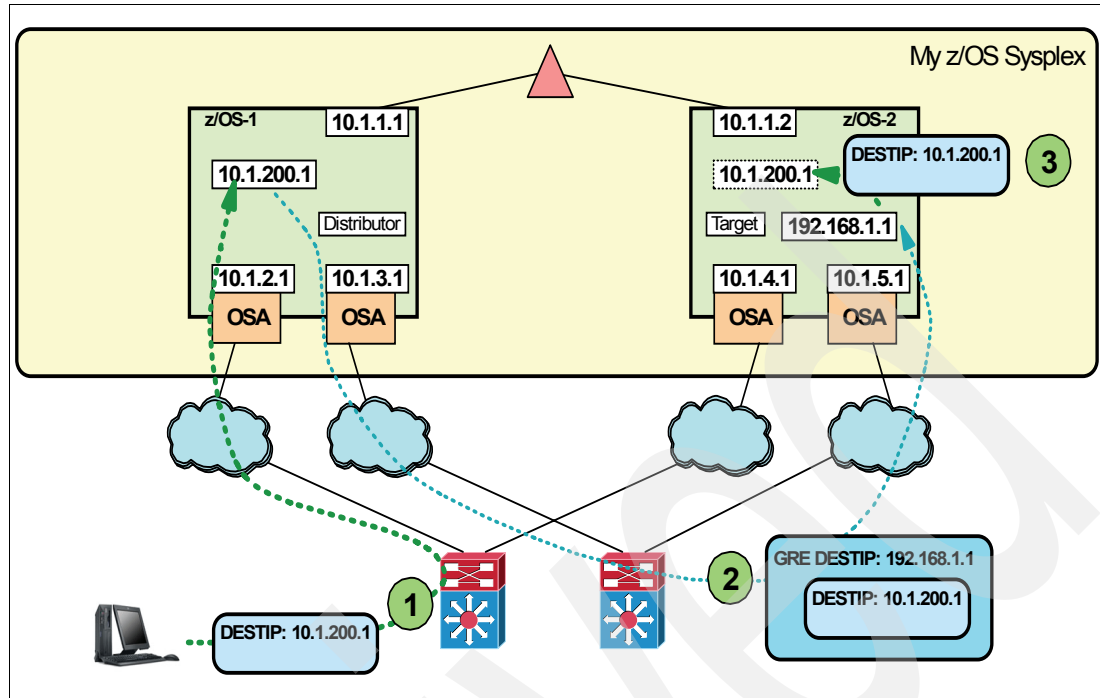 My z/OS Sysplex
z/OS-1
10.1.1.1
10.1.1.2
z/OS-2
DESTIP: 10.1.200.1
3
10.1.200.1
10.1.200.1
Distributor
Target
192.168.1.1
10.1.2.1
10.1.3.1
10.1.4.1
10.1.5.1
OSA
OSA
OSA
OSA
1
2
GRE DESTIP: 192.168.1.1
DESTIP: 10.1.200.1
DESTIP: 10.1.200.1